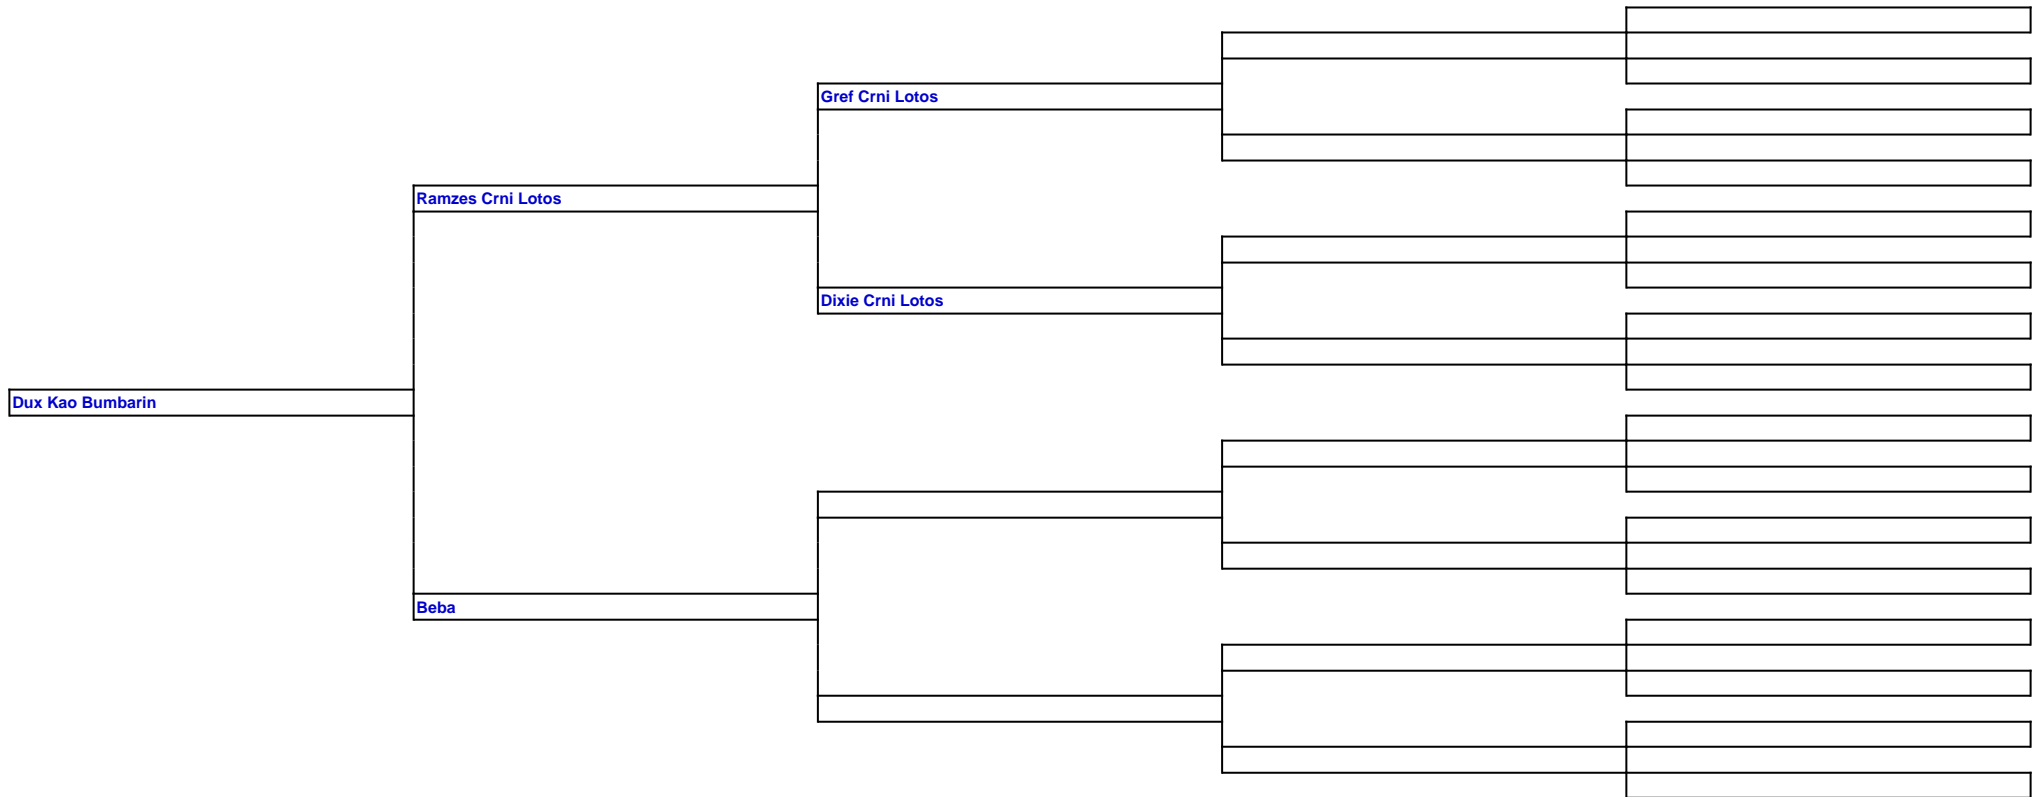 Gref Crni Lotos
Ramzes Crni Lotos
Dixie Crni Lotos
Dux Kao Bumbarin
Beba